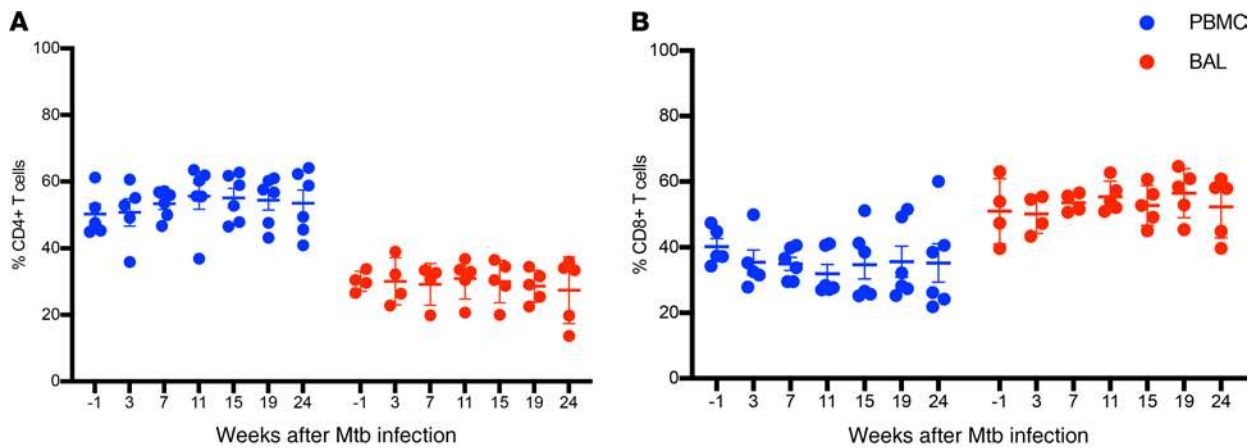 A
% CD4+ T cells
100
80
60
40
20
0
-1 3 7 11 15 19 24 -1 3 7 11 15 19 24
Weeks after Mtb infection
B
PBMC
BAL
% CD8+ T cells
100
80
60
40
20
0
-1 3 7 11 15 19 24 -1 3 7 11 15 19 24
Weeks after Mtb infection